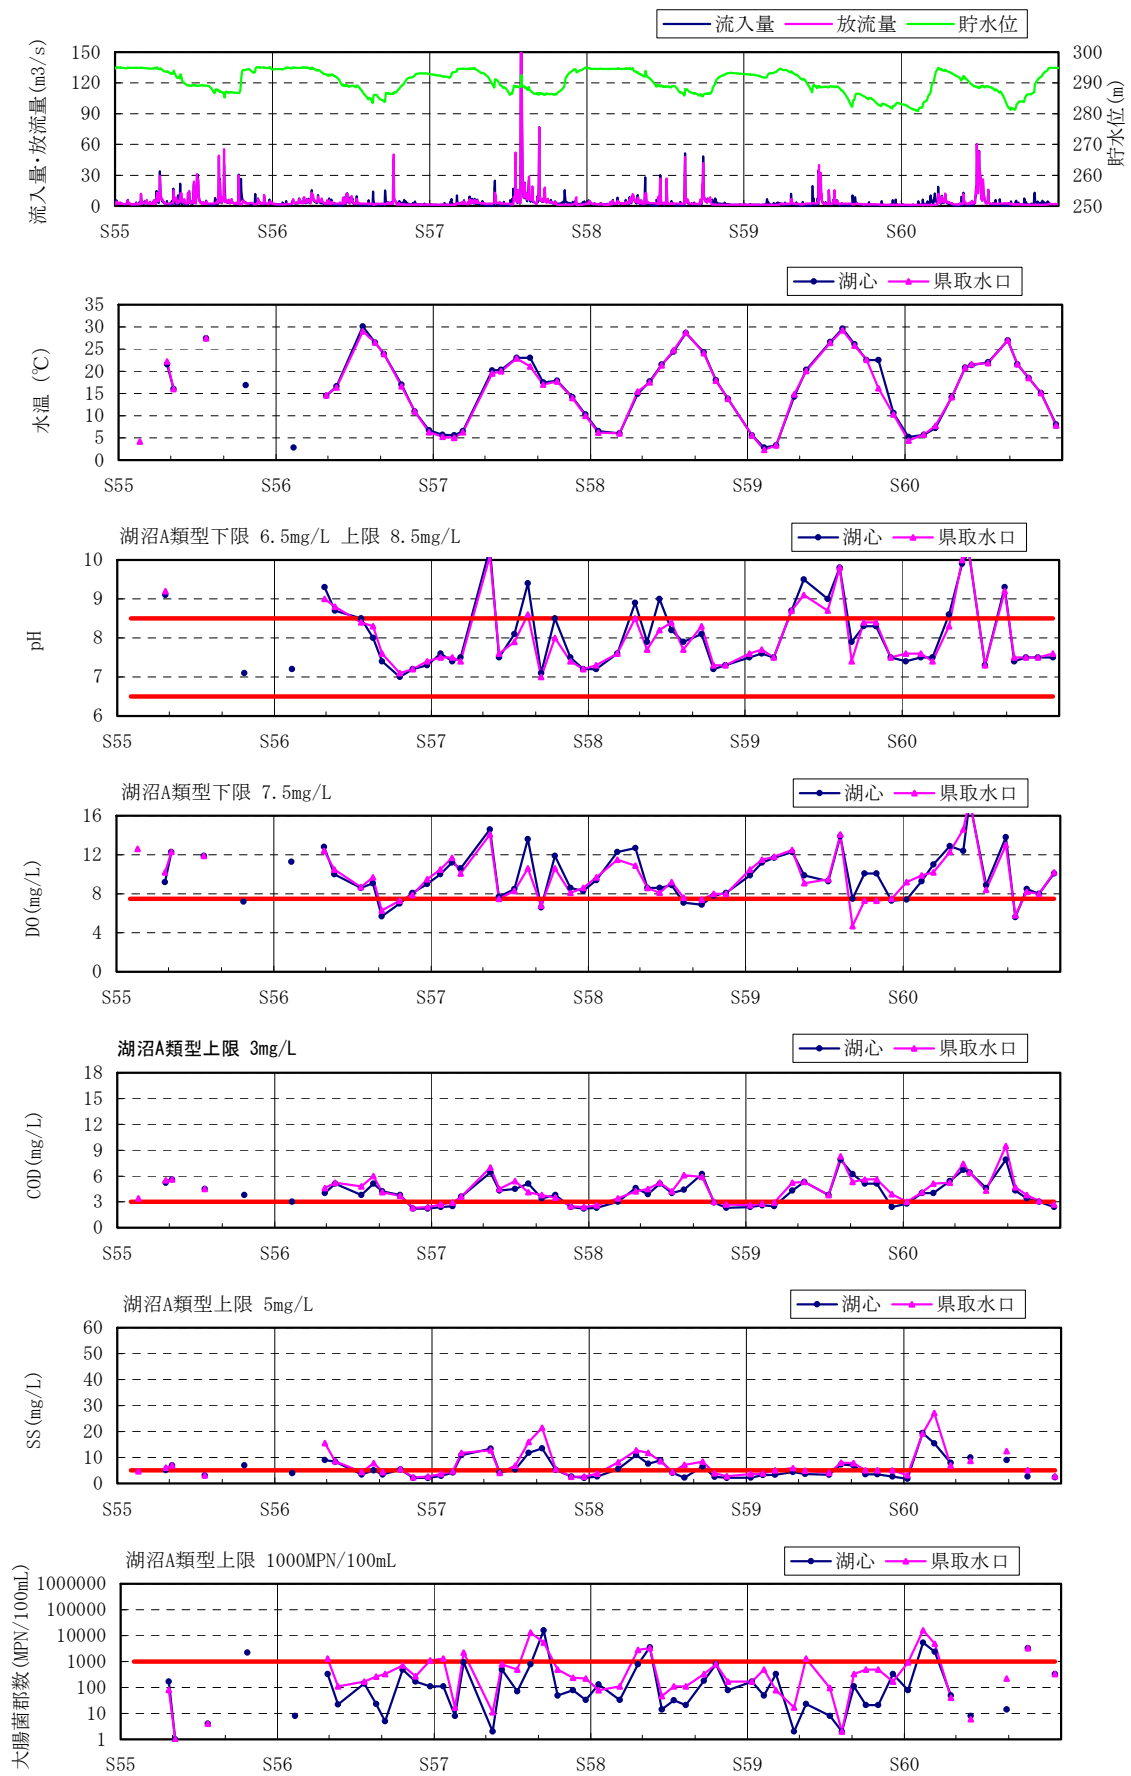 流入量 放流量 貯水位
流入量・放流量(m3/s)
150
120
90
60
30
0
300
290
280
270
260
250
貯水位(m)
S55 S56 S57 S58 S59 S60
湖心 県取水口
水温 (℃)
35
30
25
20
15
10
5
0
S55 S56 S57 S58 S59 S60
湖沼A類型下限 6.5mg/L 上限 8.5mg/L
湖心 県取水口
pH
10
9
8
7
6
S55 S56 S57 S58 S59 S60
湖沼A類型下限 7.5mg/L
湖心 県取水口
DO(mg/L)
16
12
8
4
0
S55 S56 S57 S58 S59 S60
湖沼A類型上限 3mg/L
湖心 県取水口
COD(mg/L)
18
15
12
9
6
3
0
S55 S56 S57 S58 S59 S60
湖沼A類型上限 5mg/L
湖心 県取水口
SS(mg/L)
60
50
40
30
20
10
0
S55 S56 S57 S58 S59 S60
湖沼A類型上限 1000MPN/100mL
湖心 県取水口
大腸菌郡数(MPN/100mL)
1000000
100000
10000
1000
100
10
1
S55 S56 S57 S58 S59 S60